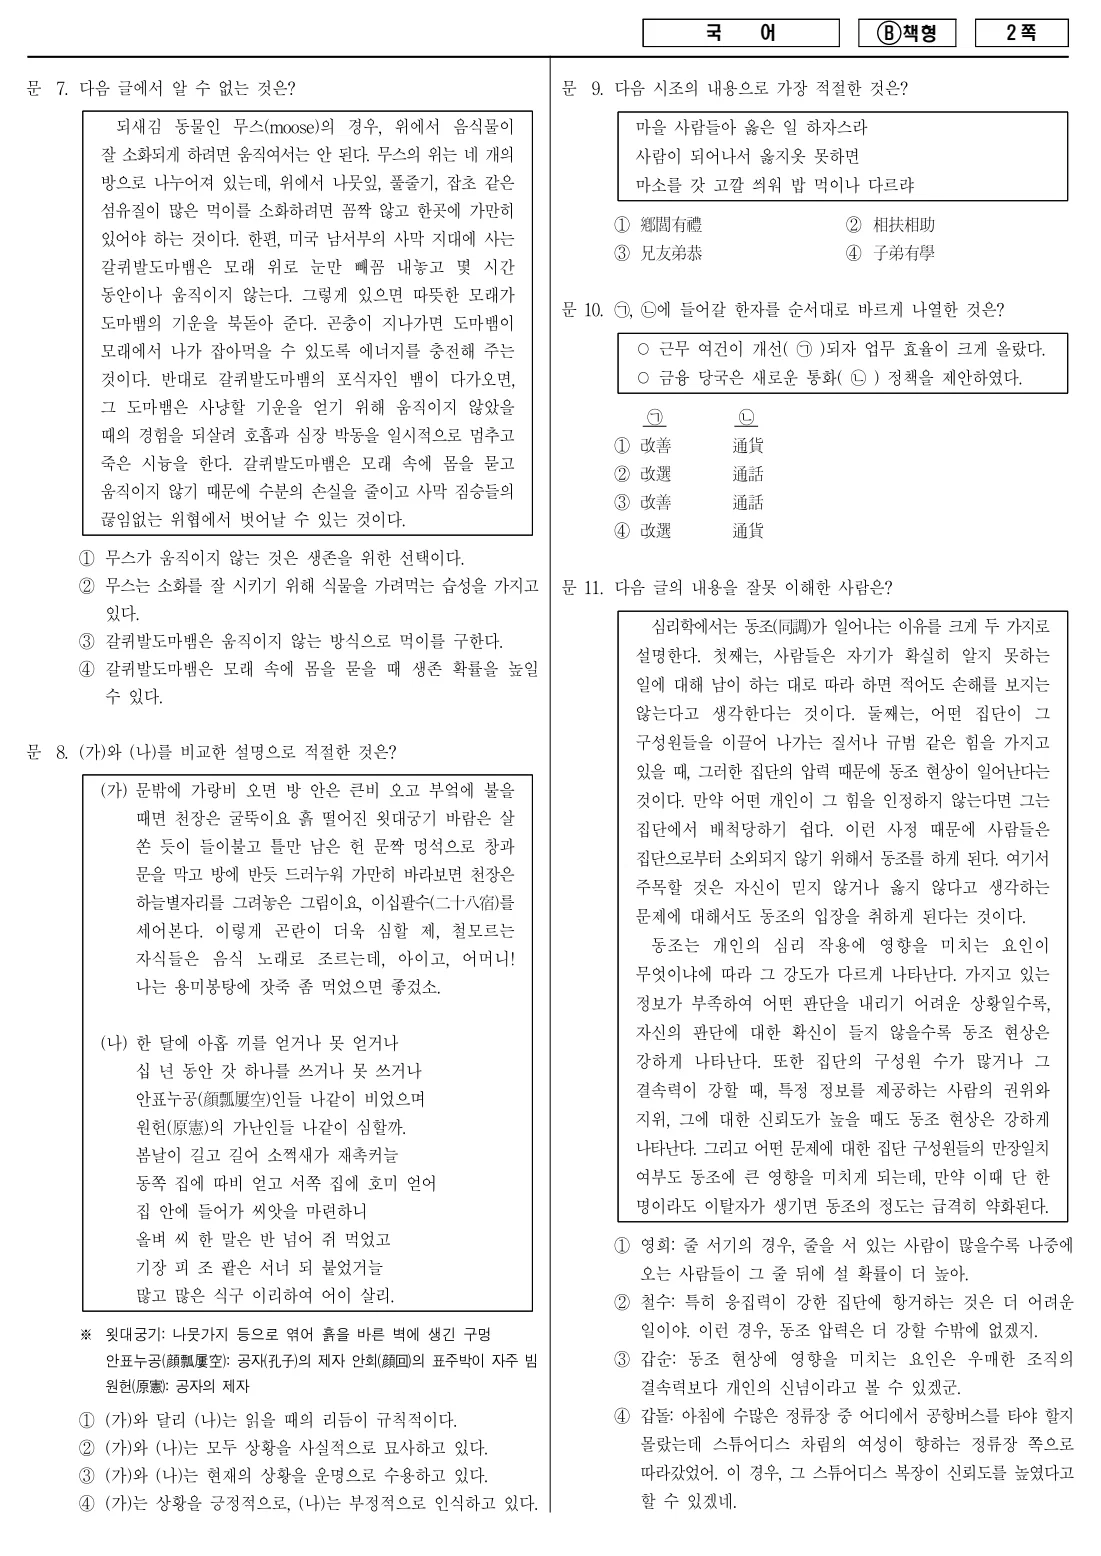 국 어
Ⓑ책형
2쪽
문 7. 다음 글에서 알 수 없는 것은?
되새김 동물인 무스(moose)의 경우, 위에서 음식물이
잘 소화되게 하려면 움직여서는 안 된다. 무스의 위는 네 개의
방으로 나누어져 있는데, 위에서 나뭇잎, 풀줄기, 잡초 같은
섬유질이 많은 먹이를 소화하려면 꼼짝 않고 한곳에 가만히
있어야 하는 것이다. 한편, 미국 남서부의 사막 지대에 사는
갈퀴발도마뱀은 모래 위로 눈만 빼꼼 내놓고 몇 시간
동안이나 움직이지 않는다. 그렇게 있으면 따뜻한 모래가
도마뱀의 기운을 북돋아 준다. 곤충이 지나가면 도마뱀이
모래에서 나가 잡아먹을 수 있도록 에너지를 충전해 주는
것이다. 반대로 갈퀴발도마뱀의 포식자인 뱀이 다가오면,
그 도마뱀은 사냥할 기운을 얻기 위해 움직이지 않았을
때의 경험을 되살려 호흡과 심장 박동을 일시적으로 멈추고
죽은 시늉을 한다. 갈퀴발도마뱀은 모래 속에 몸을 묻고
움직이지 않기 때문에 수분의 손실을 줄이고 사막 짐승들의
끊임없는 위협에서 벗어날 수 있는 것이다.
① 무스가 움직이지 않는 것은 생존을 위한 선택이다.
② 무스는 소화를 잘 시키기 위해 식물을 가려먹는 습성을 가지고
있다.
③ 갈퀴발도마뱀은 움직이지 않는 방식으로 먹이를 구한다.
④ 갈퀴발도마뱀은 모래 속에 몸을 묻을 때 생존 확률을 높일
수 있다.
문 8. (가)와 (나)를 비교한 설명으로 적절한 것은?
(가) 문밖에 가랑비 오면 방 안은 큰비 오고 부엌에 불을
때면 천장은 굴뚝이요 흙 떨어진 욋대궁기 바람은 살
쏜 듯이 들이불고 틀만 남은 헌 문짝 멍석으로 창과
문을 막고 방에 반듯 드러누워 가만히 바라보면 천장은
하늘별자리를 그려놓은 그림이요, 이십팔수(二十八宿)를
세어본다. 이렇게 곤란이 더욱 심할 제, 철모르는
자식들은 음식 노래로 조르는데, 아이고, 어머니!
나는 용미봉탕에 잣죽 좀 먹었으면 좋겠소.
(나) 한 달에 아홉 끼를 얻거나 못 얻거나
십 년 동안 갓 하나를 쓰거나 못 쓰거나
안표누공(顔瓢屢空)인들 나같이 비었으며
원헌(原憲)의 가난인들 나같이 심할까.
봄날이 길고 길어 소쩍새가 재촉커늘
동쪽 집에 따비 얻고 서쪽 집에 호미 얻어
집 안에 들어가 씨앗을 마련하니
올벼 씨 한 말은 반 넘어 쥐 먹었고
기장 피 조 팥은 서너 되 붙었거늘
많고 많은 식구 이리하여 어이 살리.
※ 욋대궁기: 나뭇가지 등으로 엮어 흙을 바른 벽에 생긴 구멍
안표누공(顔瓢屢空): 공자(孔子)의 제자 안회(顔回)의 표주박이 자주 빔
원헌(原憲): 공자의 제자
① (가)와 달리 (나)는 읽을 때의 리듬이 규칙적이다.
② (가)와 (나)는 모두 상황을 사실적으로 묘사하고 있다.
③ (가)와 (나)는 현재의 상황을 운명으로 수용하고 있다.
④ (가)는 상황을 긍정적으로, (나)는 부정적으로 인식하고 있다.
문 9. 다음 시조의 내용으로 가장 적절한 것은?
마을 사람들아 옳은 일 하자스라
사람이 되어나서 옳지옷 못하면
마소를 갓 고깔 씌워 밥 먹이나 다르랴
① 鄕閭有禮 ② 相扶相助
③ 兄友弟恭 ④ 子弟有學
문 10. ㉠, ㉡에 들어갈 한자를 순서대로 바르게 나열한 것은?
○ 근무 여건이 개선( ㉠ )되자 업무 효율이 크게 올랐다.
○ 금융 당국은 새로운 통화( ㉡ ) 정책을 제안하였다.
㉠ ㉡
① 改善 通貨
② 改選 通話
③ 改善 通話
④ 改選 通貨
문 11. 다음 글의 내용을 잘못 이해한 사람은?
심리학에서는 동조(同調)가 일어나는 이유를 크게 두 가지로
설명한다. 첫째는, 사람들은 자기가 확실히 알지 못하는
일에 대해 남이 하는 대로 따라 하면 적어도 손해를 보지는
않는다고 생각한다는 것이다. 둘째는, 어떤 집단이 그
구성원들을 이끌어 나가는 질서나 규범 같은 힘을 가지고
있을 때, 그러한 집단의 압력 때문에 동조 현상이 일어난다는
것이다. 만약 어떤 개인이 그 힘을 인정하지 않는다면 그는
집단에서 배척당하기 쉽다. 이런 사정 때문에 사람들은
집단으로부터 소외되지 않기 위해서 동조를 하게 된다. 여기서
주목할 것은 자신이 믿지 않거나 옳지 않다고 생각하는
문제에 대해서도 동조의 입장을 취하게 된다는 것이다.
동조는 개인의 심리 작용에 영향을 미치는 요인이
무엇이냐에 따라 그 강도가 다르게 나타난다. 가지고 있는
정보가 부족하여 어떤 판단을 내리기 어려운 상황일수록,
자신의 판단에 대한 확신이 들지 않을수록 동조 현상은
강하게 나타난다. 또한 집단의 구성원 수가 많거나 그
결속력이 강할 때, 특정 정보를 제공하는 사람의 권위와
지위, 그에 대한 신뢰도가 높을 때도 동조 현상은 강하게
나타난다. 그리고 어떤 문제에 대한 집단 구성원들의 만장일치
여부도 동조에 큰 영향을 미치게 되는데, 만약 이때 단 한
명이라도 이탈자가 생기면 동조의 정도는 급격히 약화된다.
① 영희: 줄 서기의 경우, 줄을 서 있는 사람이 많을수록 나중에
오는 사람들이 그 줄 뒤에 설 확률이 더 높아.
② 철수: 특히 응집력이 강한 집단에 항거하는 것은 더 어려운
일이야. 이런 경우, 동조 압력은 더 강할 수밖에 없겠지.
③ 갑순: 동조 현상에 영향을 미치는 요인은 우매한 조직의
결속력보다 개인의 신념이라고 볼 수 있겠군.
④ 갑돌: 아침에 수많은 정류장 중 어디에서 공항버스를 타야 할지
몰랐는데 스튜어디스 차림의 여성이 향하는 정류장 쪽으로
따라갔었어. 이 경우, 그 스튜어디스 복장이 신뢰도를 높였다고
할 수 있겠네.